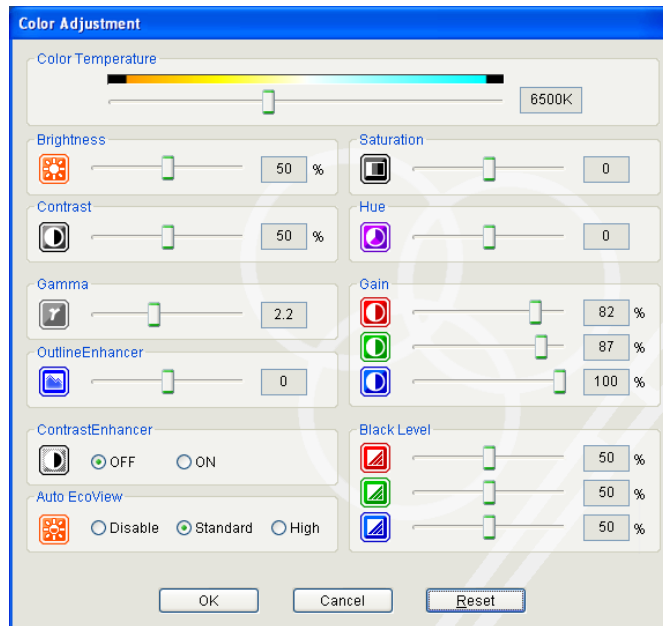 Color Adjustment
Color Temperature
6500K
Brightness
50 %
Saturation
0
Contrast
50 %
Hue
0
Gamma
2.2
Gain
82 %
87 %
100 %
OutlineEnhancer
0
ContrastEnhancer
OFF ON
Black Level
50 %
50 %
50 %
Auto EcoView
Disable Standard High
OK Cancel Reset